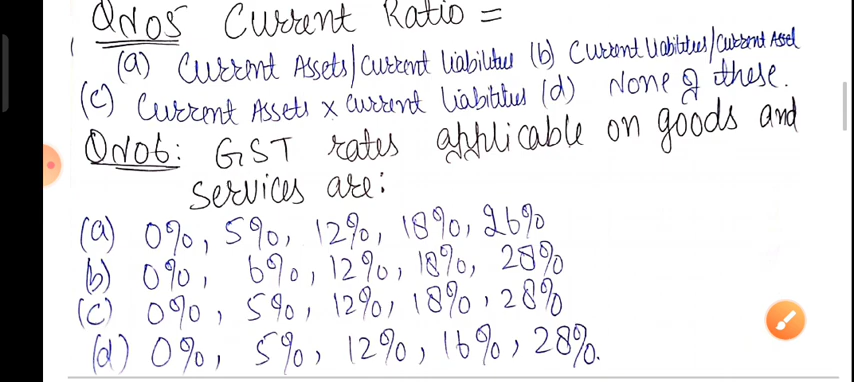 QNo5 Current Ratio =
(a) Current Assets/Current liabilities (b) Current liabilities/Current Asset
(c) Current Assets x Current liabilities (d) None of these.
QNo6: GST rates applicable on goods and
services are:
(a) 0%, 5%, 12%, 18%, 26%
(b) 0%, 6%, 12%, 18%, 28%
(c) 0%, 5%, 12%, 18%, 28%
(d) 0%, 5%, 12%, 16%, 28%.